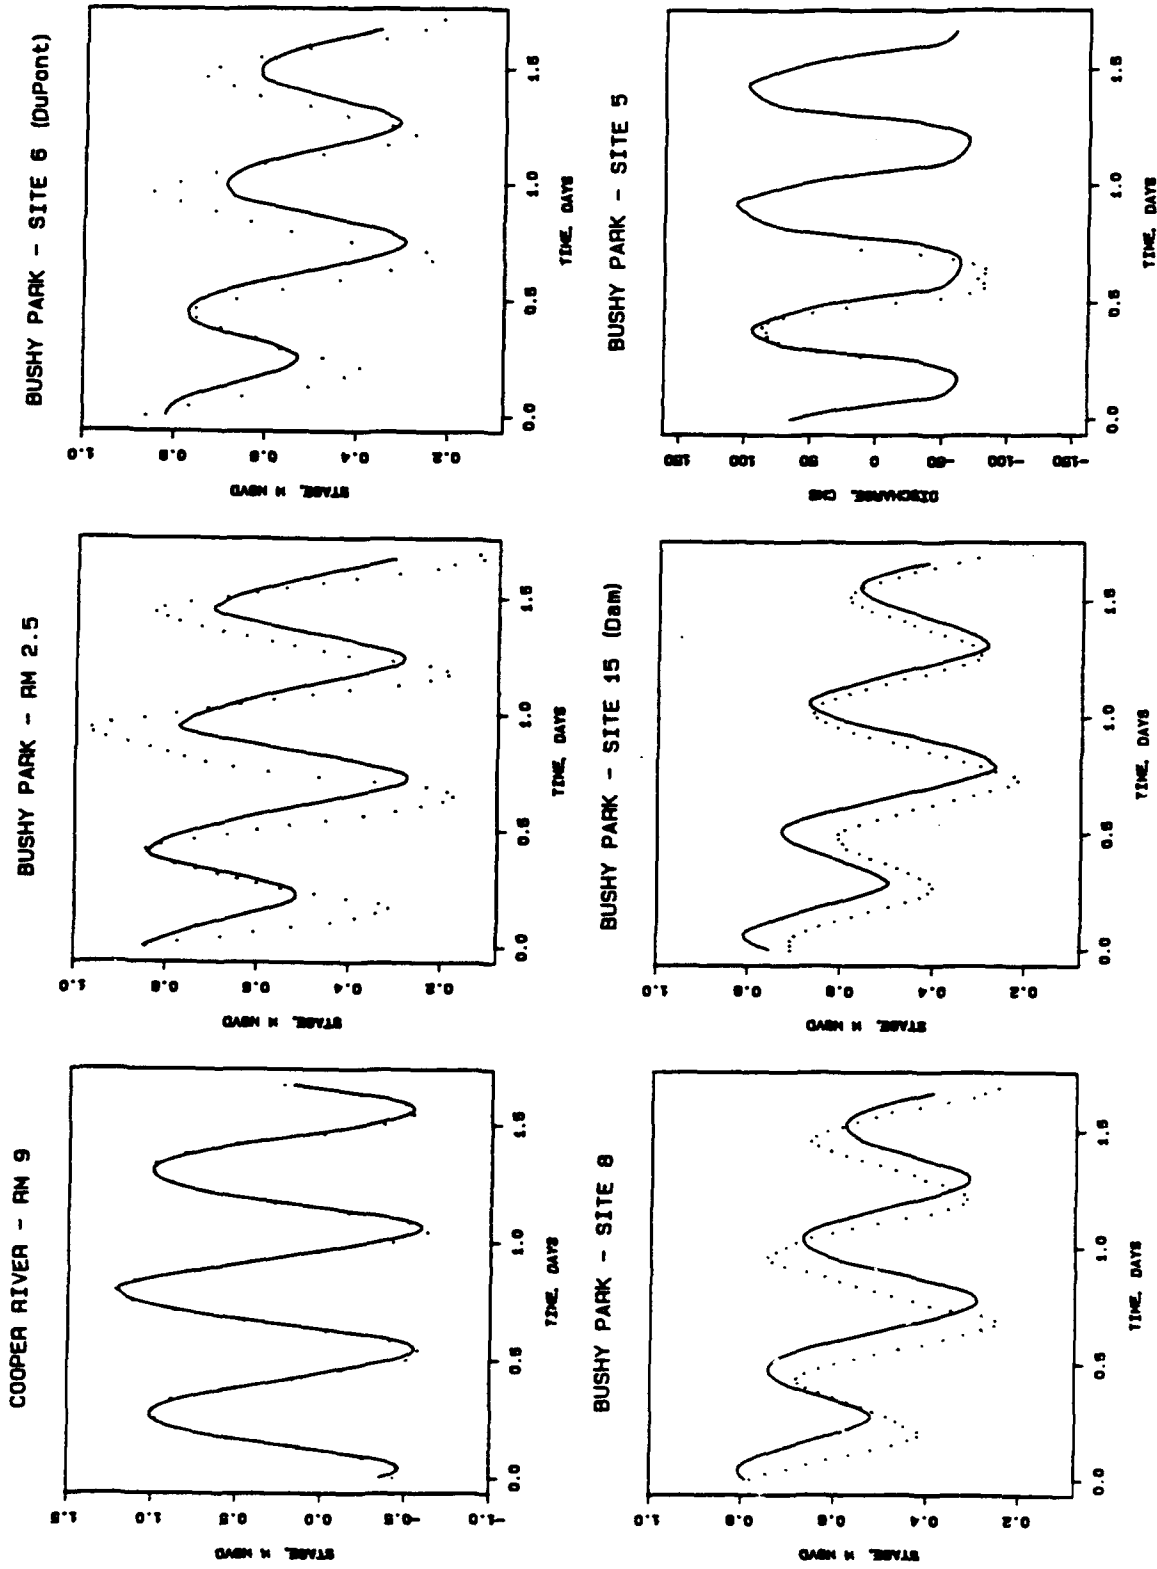 COOPER RIVER - RM 9
STAGE, M NGVD
1.5
1.0
0.5
0.0
-0.5
-1.0
0.0 0.5 1.0 1.5
TIME, DAYS
BUSHY PARK - RM 2.5
STAGE, M NGVD
1.0
0.8
0.6
0.4
0.2
0.0 0.5 1.0 1.5
TIME, DAYS
BUSHY PARK - SITE 6 (DuPont)
STAGE, M NGVD
1.0
0.8
0.6
0.4
0.2
0.0 0.5 1.0 1.5
TIME, DAYS
BUSHY PARK - SITE 8
STAGE, M NGVD
1.0
0.8
0.6
0.4
0.2
0.0 0.5 1.0 1.5
TIME, DAYS
BUSHY PARK - SITE 15 (Dam)
STAGE, M NGVD
1.0
0.8
0.6
0.4
0.2
0.0 0.5 1.0 1.5
TIME, DAYS
BUSHY PARK - SITE 5
DISCHARGE, CMS
150
100
50
0
-50
-100
-150
0.0 0.5 1.0 1.5
TIME, DAYS